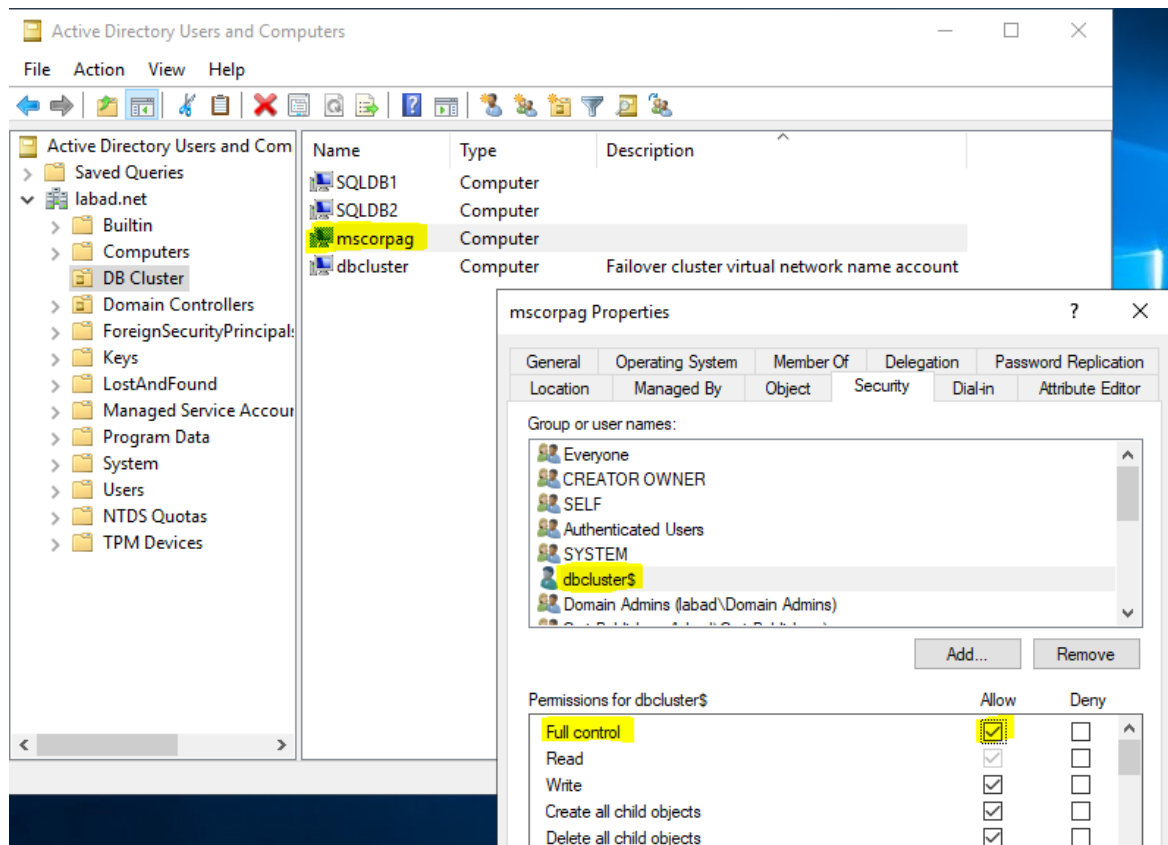 Active Directory Users and Computers
File Action View Help
Active Directory Users and Com
Saved Queries
labad.net
Builtin
Computers
DB Cluster
Domain Controllers
ForeignSecurityPrincipal:
Keys
LostAndFound
Managed Service Accour
Program Data
System
Users
NTDS Quotas
TPM Devices
Name Type Description
SQLDB1 Computer
SQLDB2 Computer
mscorpag Computer
dbcluster Computer Failover cluster virtual network name account
mscorpag Properties ?
General Operating System Member Of Delegation Password Replication
Location Managed By Object Security Dial-in Attribute Editor
Group or user names:
Everyone
CREATOR OWNER
SELF
Authenticated Users
SYSTEM
dbcluster$
Domain Admins (labad\Domain Admins)
Add... Remove
Permissions for dbcluster$ Allow Deny
Full control
Read
Write
Create all child objects
Delete all child objects